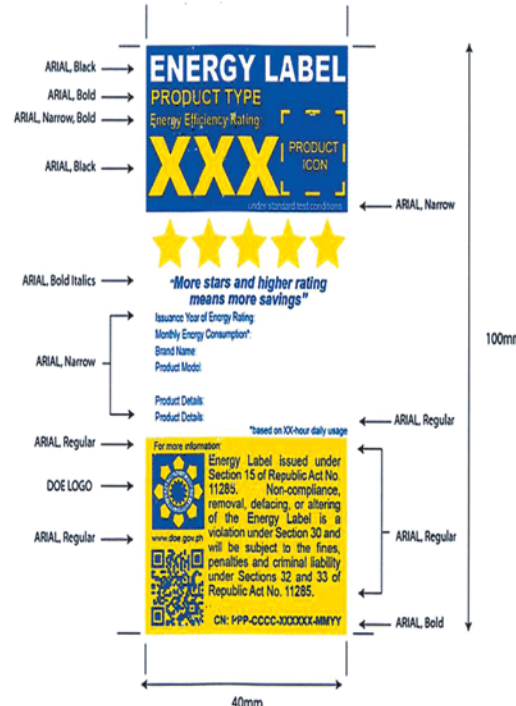 ARIAL, Black
ENERGY LABEL
ARIAL, Bold
PRODUCT TYPE
ARIAL, Narrow, Bold
Energy Efficiency Rating:
ARIAL, Black
XXX
PRODUCT
ICON
under standard test conditions
ARIAL, Narrow
ARIAL, Bold Italics
"More stars and higher rating
means more savings"
100mm
Issuance Year of Energy Rating:
Monthly Energy Consumption*:
Brand Name:
ARIAL, Narrow
Product Model:
Product Details:
Product Details:
ARIAL, Regular
*based on XX-hour daily usage
ARIAL, Regular
For more information:
DOE LOGO
www.doe.gov.ph
ARIAL, Regular
Energy Label issued under
Section 15 of Republic Act No.
11285. Non-compliance,
removal, defacing, or altering
of the Energy Label is a
violation under Section 30 and
will be subject to the fines,
penalties and criminal liability
under Sections 32 and 33 of
Republic Act No. 11285.
ARIAL, Regular
CN: PPP-CCCC-XXXXXX-MMYY
ARIAL, Bold
40mm